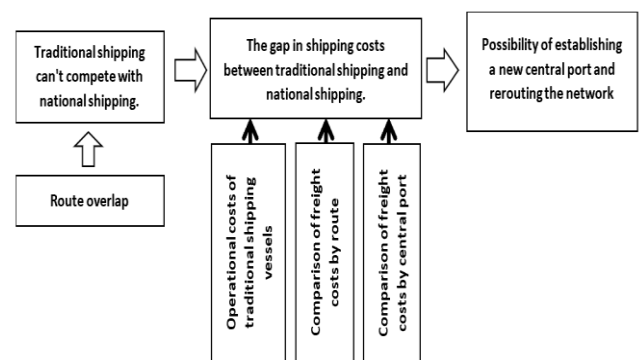 Traditional shipping
can't compete with
national shipping.
The gap in shipping costs
between traditional shipping and
national shipping.
Possibility of establishing
a new central port and
rerouting the network
Route overlap
Operational costs of
traditional shipping
vessels
Comparison of freight
costs by route
Comparison of freight
costs by central port